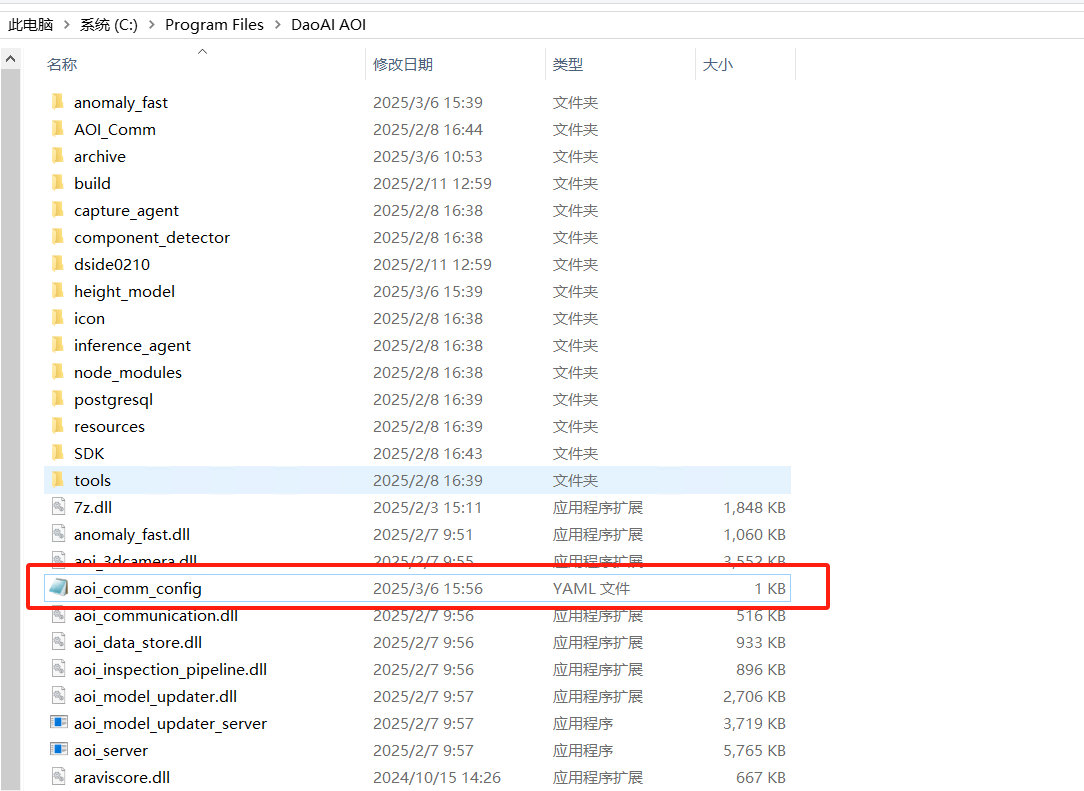 此电脑 > 系统 (C:) > Program Files > DaoAI AOI
名称 修改日期 类型 大小
anomaly_fast 2025/3/6 15:39 文件夹
AOI_Comm 2025/2/8 16:44 文件夹
archive 2025/3/6 10:53 文件夹
build 2025/2/11 12:59 文件夹
capture_agent 2025/2/8 16:38 文件夹
component_detector 2025/2/8 16:38 文件夹
dside0210 2025/2/11 12:59 文件夹
height_model 2025/3/6 15:39 文件夹
icon 2025/2/8 16:38 文件夹
inference_agent 2025/2/8 16:38 文件夹
node_modules 2025/2/8 16:38 文件夹
postgresql 2025/2/8 16:39 文件夹
resources 2025/2/8 16:39 文件夹
SDK 2025/2/8 16:43 文件夹
tools 2025/2/8 16:39 文件夹
7z.dll 2025/2/3 15:11 应用程序扩展 1,848 KB
anomaly_fast.dll 2025/2/7 9:51 应用程序扩展 1,060 KB
aoi_3dcamera.dll 2025/2/7 9:55 应用程序扩展 3,552 KB
aoi_comm_config 2025/3/6 15:56 YAML 文件 1 KB
aoi_communication.dll 2025/2/7 9:56 应用程序扩展 516 KB
aoi_data_store.dll 2025/2/7 9:56 应用程序扩展 933 KB
aoi_inspection_pipeline.dll 2025/2/7 9:56 应用程序扩展 896 KB
aoi_model_updater.dll 2025/2/7 9:57 应用程序扩展 2,706 KB
aoi_model_updater_server 2025/2/7 9:57 应用程序 3,719 KB
aoi_server 2025/2/7 9:57 应用程序 5,765 KB
araviscore.dll 2024/10/15 14:26 应用程序扩展 667 KB